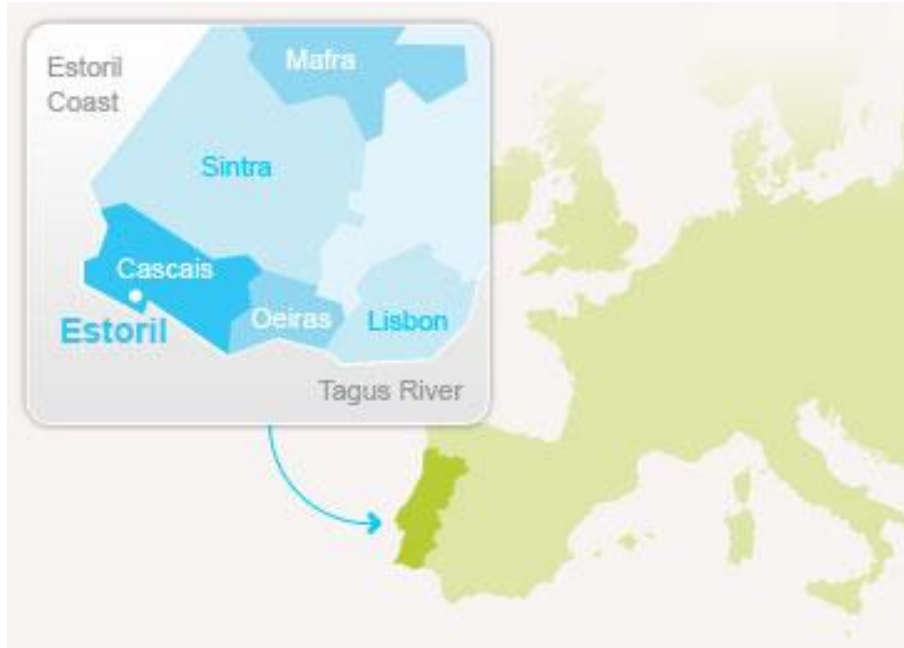 Estoril
Coast
Mafra
Sintra
Cascais
Estoril
Oeiras
Lisbon
Tagus River